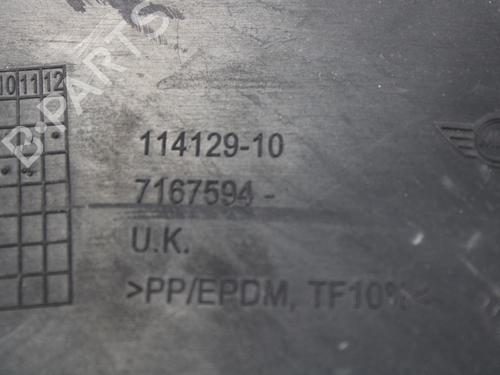 B-PARTS
10 11 12
114129-10
7167594-
U.K.
>PP/EPDM, TF10%<